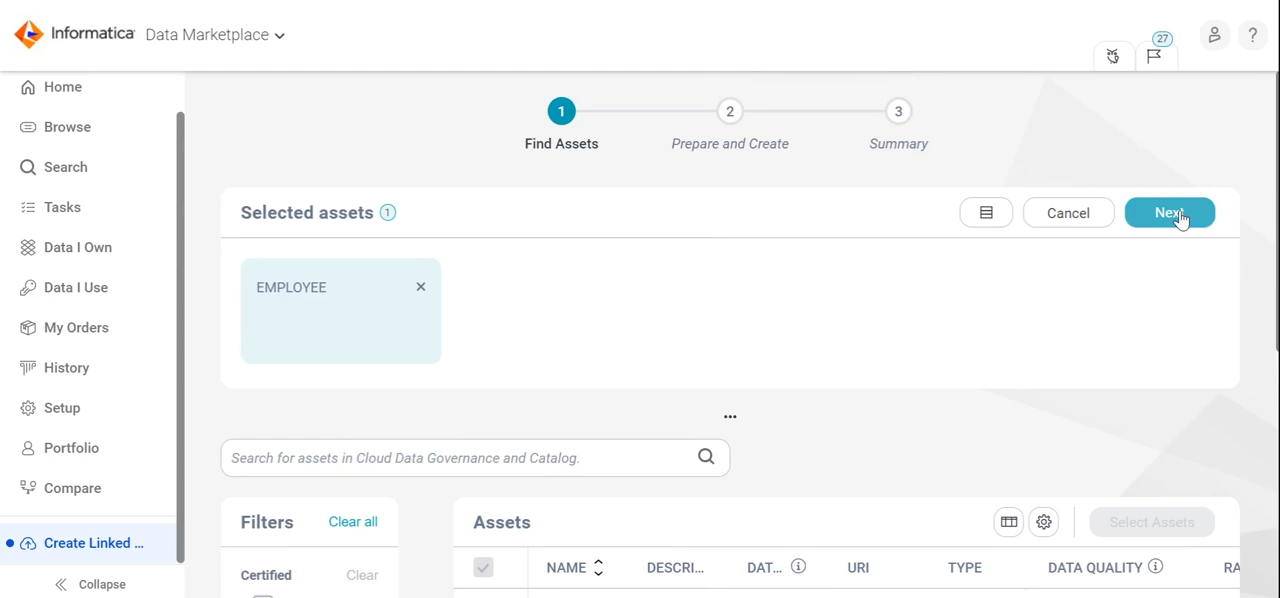 Informatica Data Marketplace
27
?
Home
Browse
Search
Tasks
Data I Own
Data I Use
My Orders
History
Setup
Portfolio
Compare
Create Linked ...
Collapse
1 2 3
Find Assets Prepare and Create Summary
Selected assets 1
Cancel
Next
EMPLOYEE
Search for assets in Cloud Data Governance and Catalog.
Filters Clear all
Certified Clear
Assets
Select Assets
NAME DESCRI... DAT... URI TYPE DATA QUALITY RA